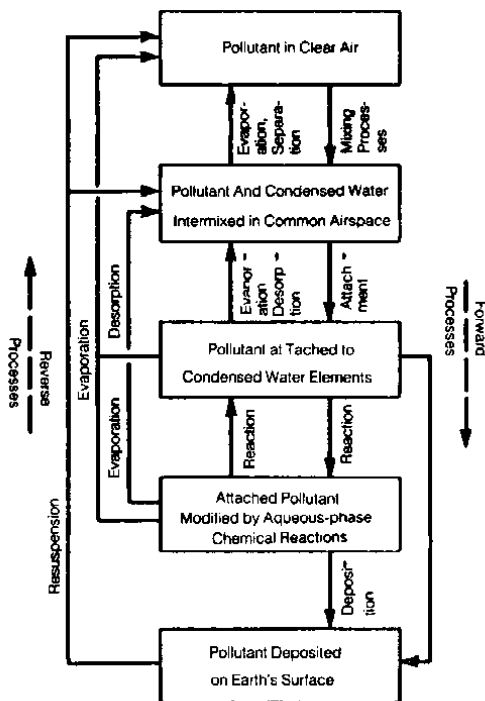 Pollutant in Clear Air
Evapor-
ation,
Separa-
tion
Mixing
Proces-
ses
Pollutant And Condensed Water
Intermixed in Common Airspace
Desorption
Evapor-
ation
Desorp-
tion
Attach-
ment
Reverse
Processes
Evaporation
Forward
Processes
Pollutant at Tached to
Condensed Water Elements
Evaporation
Reaction
Reaction
Attached Pollutant
Modified by Aqueous-phase
Chemical Reactions
Resuspension
Deposi-
tion
Pollutant Deposited
on Earth's Surface